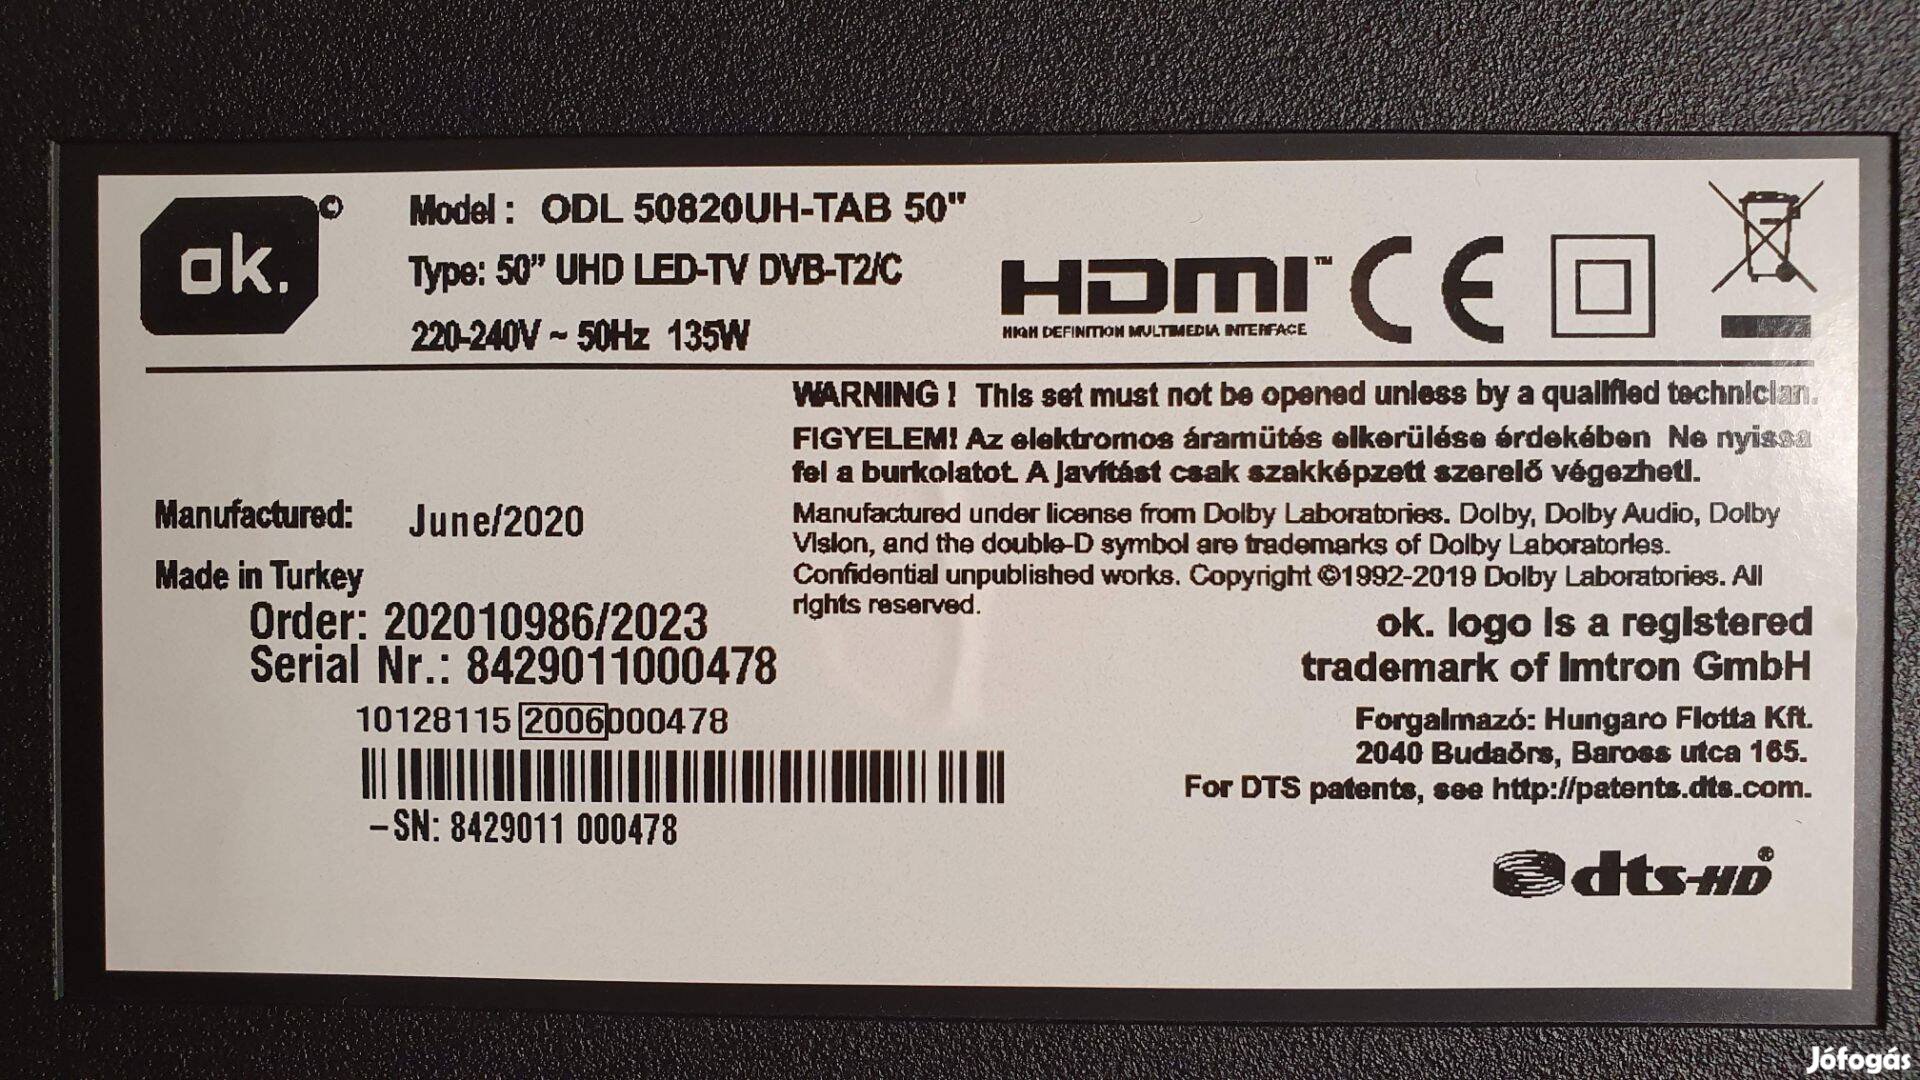 ok.©
Model : ODL 50820UH-TAB 50"
Type: 50” UHD LED-TV DVB-T2/C
220-240V ~ 50Hz 135W
HDMI™
HIGH DEFINITION MULTIMEDIA INTERFACE
CE
WARNING ! This set must not be opened unless by a qualified technician.
FIGYELEM! Az elektromos áramütés elkerülése érdekében Ne nyissa
fel a burkolatot. A javítást csak szakképzett szerelő végezheti.
Manufactured: June/2020
Made in Turkey
Manufactured under license from Dolby Laboratories. Dolby, Dolby Audio, Dolby
Vision, and the double-D symbol are trademarks of Dolby Laboratories.
Confidential unpublished works. Copyright ©1992-2019 Dolby Laboratories. All
rights reserved.
Order: 202010986/2023
Serial Nr.: 8429011000478
10128115 2006000478
–SN: 8429011 000478
ok. logo is a registered
trademark of Imtron GmbH
Forgalmazó: Hungaro Flotta Kft.
2040 Budaörs, Baross utca 165.
For DTS patents, see http://patents.dts.com.
dts-HD®
Jófogás